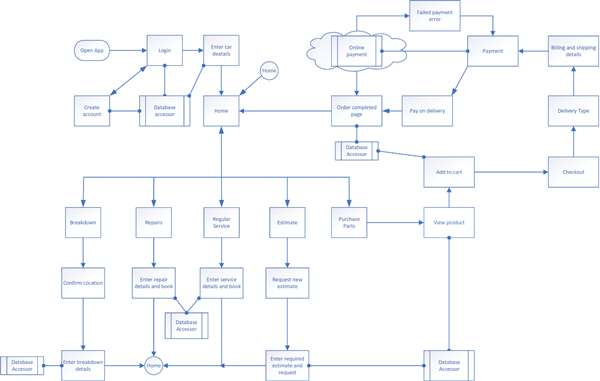 Failed payment
error
Open App
Login
Enter car
deetails
Online
payment
Payment
Billing and shipping
details
Home
Create
account
Database
accessor
Home
Order completed
page
Pay on delivery
Delivery Type
Database
Accessor
Add to cart
Checkout
Breakdown
Repairs
Regular
Service
Estimate
Purchase
Parts
View product
Confirm Location
Enter repair
details and book
Enter service
details and book
Request new
estimate
Database
Accessor
Database
Accessor
Enter breakdown
details
Home
Enter required
estimate and
request
Database
Accessor